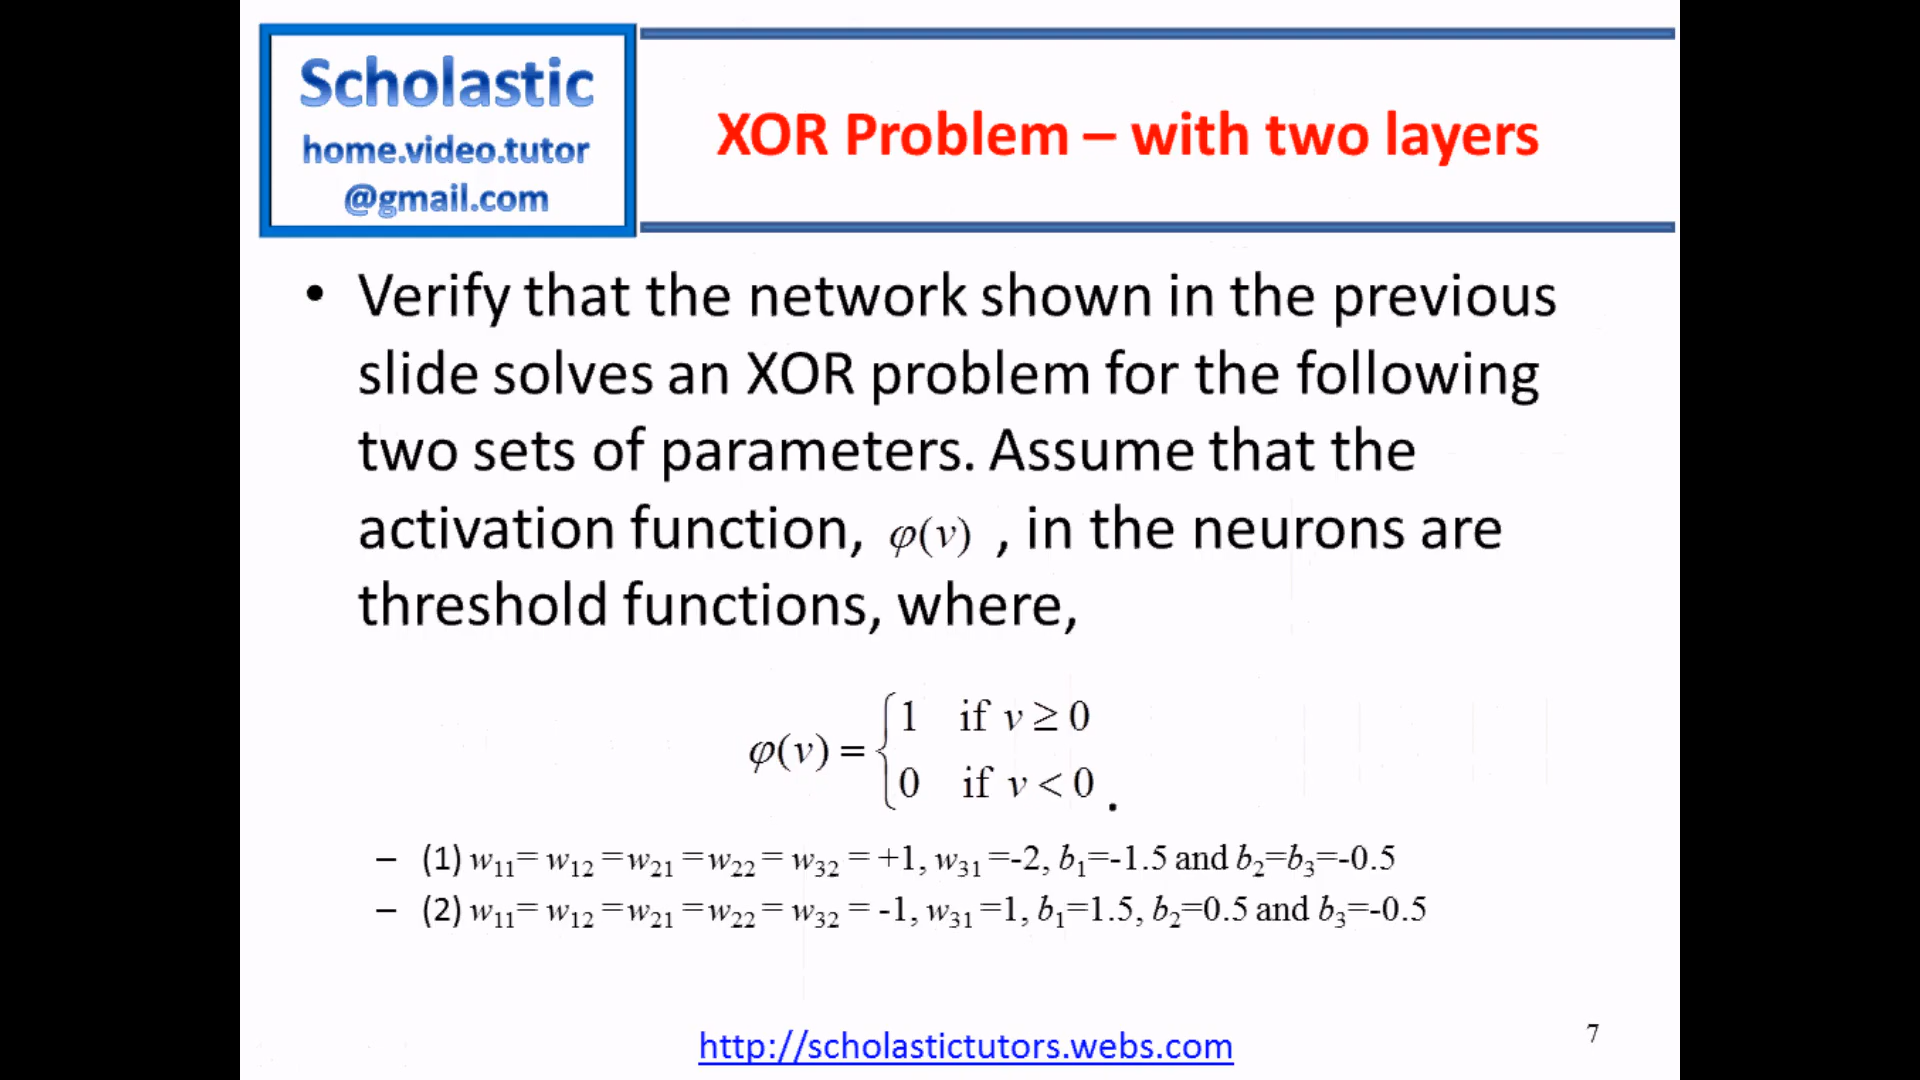 Scholastic
home.video.tutor
@gmail.com
XOR Problem – with two layers
• Verify that the network shown in the previous
slide solves an XOR problem for the following
two sets of parameters. Assume that the
activation function, φ(v) , in the neurons are
threshold functions, where,
φ(v) = { 1 if v ≥ 0
0 if v < 0 .
– (1) w₁₁= w₁₂ =w₂₁ =w₂₂ = w₃₂ = +1, w₃₁ =-2, b₁=-1.5 and b₂=b₃=-0.5
– (2) w₁₁= w₁₂ =w₂₁ =w₂₂ = w₃₂ = -1, w₃₁ =1, b₁=1.5, b₂=0.5 and b₃=-0.5
http://scholastictutors.webs.com
7